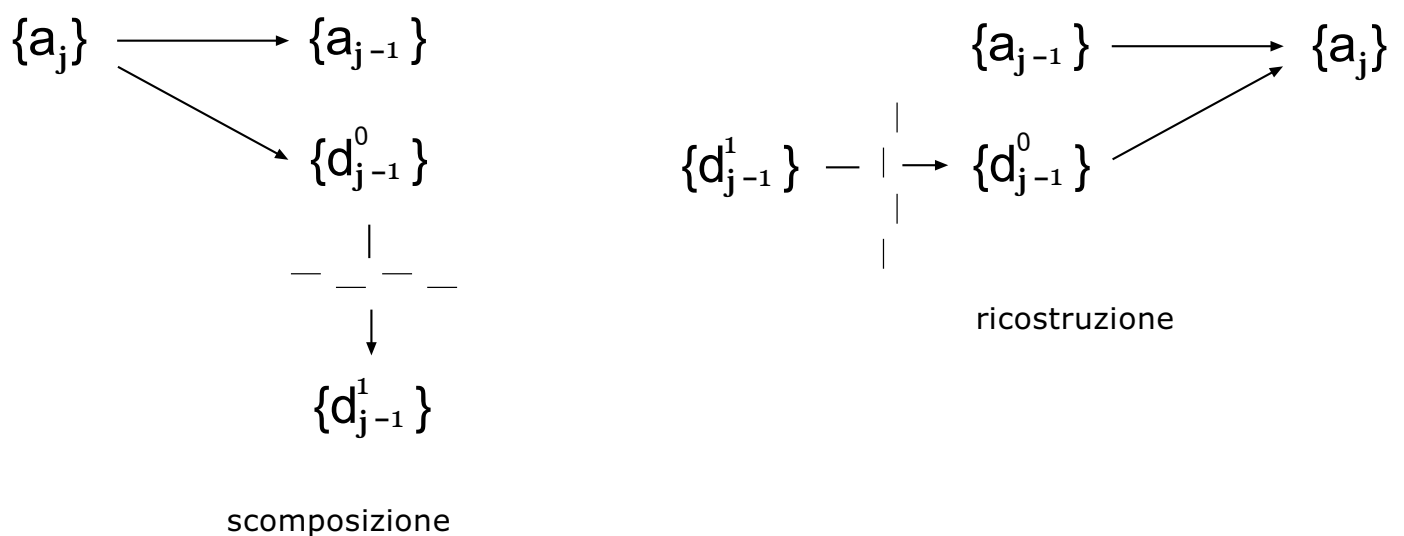 {a_j} {a_{j-1}}
{d^0_{j-1}}
{d^1_{j-1}}
scomposizione
{a_{j-1}} {a_j}
{d^1_{j-1}} {d^0_{j-1}}
ricostruzione